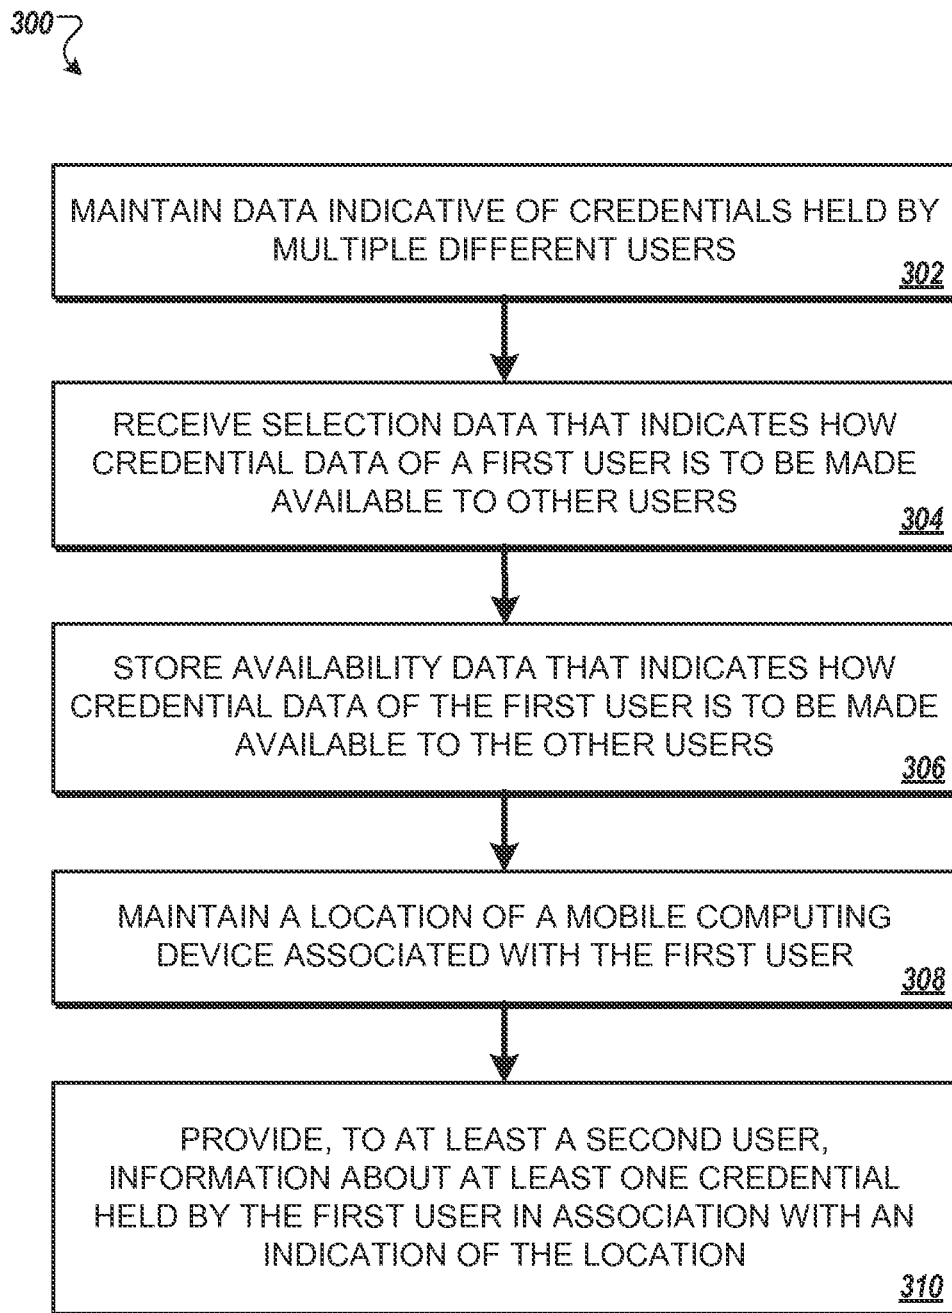 300
MAINTAIN DATA INDICATIVE OF CREDENTIALS HELD BY
MULTIPLE DIFFERENT USERS
302
RECEIVE SELECTION DATA THAT INDICATES HOW
CREDENTIAL DATA OF A FIRST USER IS TO BE MADE
AVAILABLE TO OTHER USERS
304
STORE AVAILABILITY DATA THAT INDICATES HOW
CREDENTIAL DATA OF THE FIRST USER IS TO BE MADE
AVAILABLE TO THE OTHER USERS
306
MAINTAIN A LOCATION OF A MOBILE COMPUTING
DEVICE ASSOCIATED WITH THE FIRST USER
308
PROVIDE, TO AT LEAST A SECOND USER,
INFORMATION ABOUT AT LEAST ONE CREDENTIAL
HELD BY THE FIRST USER IN ASSOCIATION WITH AN
INDICATION OF THE LOCATION
310